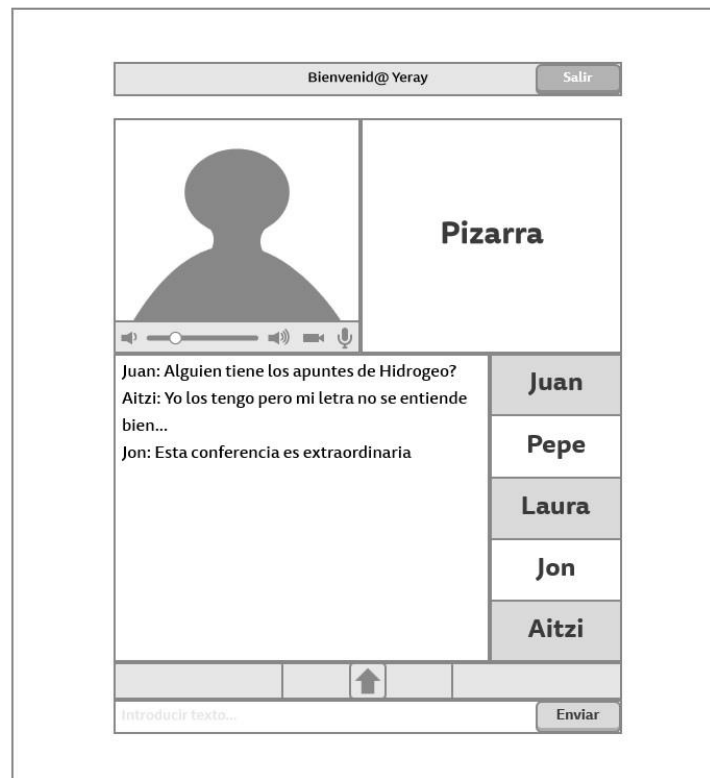 Bienvenid@ Yeray
Salir
Pizarra
Juan: Alguien tiene los apuntes de Hidrogeo?
Aitzi: Yo los tengo pero mi letra no se entiende
bien...
Jon: Esta conferencia es extraordinaria
Juan
Pepe
Laura
Jon
Aitzi
Introducir texto...
Enviar